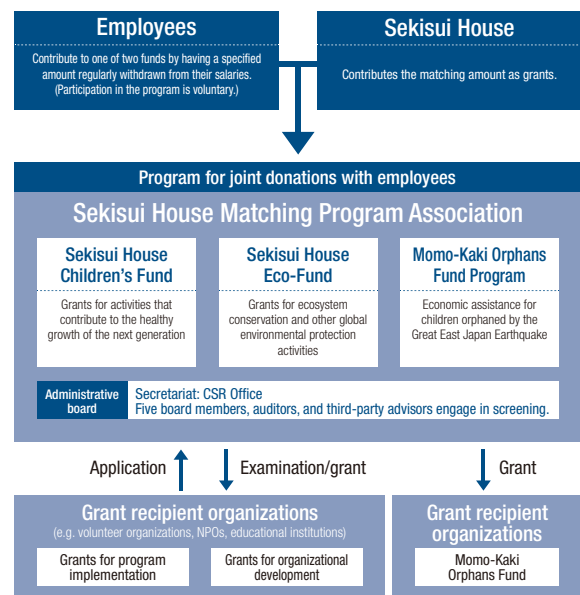 Employees
Contribute to one of two funds by having a specified
amount regularly withdrawn from their salaries.
(Participation in the program is voluntary.)
Sekisui House
Contributes the matching amount as grants.
Program for joint donations with employees
Sekisui House Matching Program Association
Sekisui House
Children's Fund
Grants for activities that
contribute to the healthy
growth of the next generation
Sekisui House
Eco-Fund
Grants for ecosystem
conservation and other global
environmental protection
activities
Momo-Kaki Orphans
Fund Program
Economic assistance for
children orphaned by the
Great East Japan Earthquake
Administrative
board
Secretariat: CSR Office
Five board members, auditors, and third-party advisors engage in screening.
Application
Examination/grant
Grant
Grant recipient organizations
(e.g. volunteer organizations, NPOs, educational institutions)
Grants for program
implementation
Grants for organizational
development
Grant recipient
organizations
Momo-Kaki
Orphans Fund